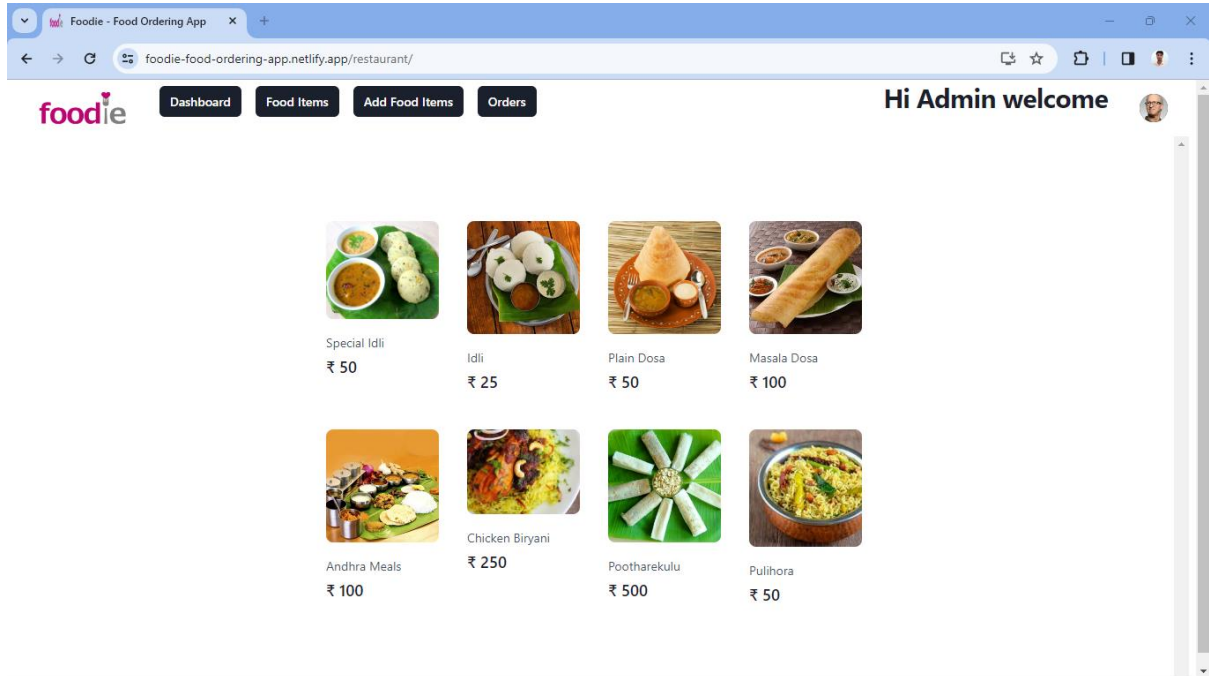 foodie Foodie - Food Ordering App
foodie-food-ordering-app.netlify.app/restaurant/
foodie Dashboard Food Items Add Food Items Orders Hi Admin welcome
Special Idli
₹ 50
Idli
₹ 25
Plain Dosa
₹ 50
Masala Dosa
₹ 100
Andhra Meals
₹ 100
Chicken Biryani
₹ 250
Pootharekulu
₹ 500
Pulihora
₹ 50